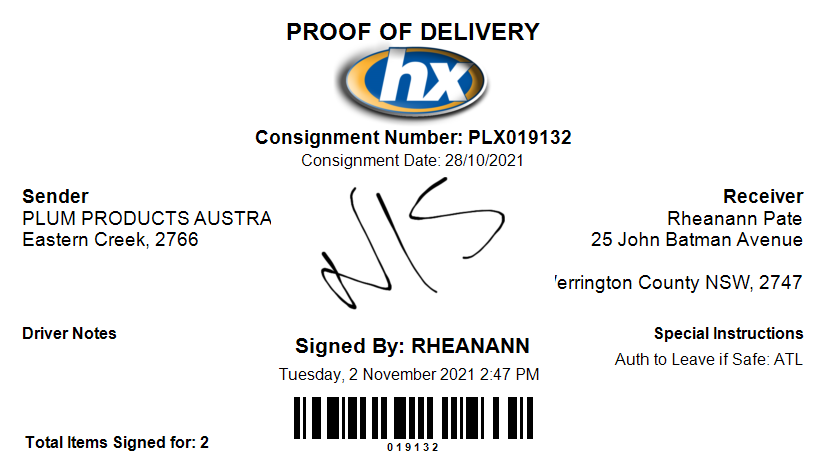 PROOF OF DELIVERY
hx
Consignment Number: PLX019132
Consignment Date: 28/10/2021
Sender
PLUM PRODUCTS AUSTRA
Eastern Creek, 2766
Receiver
Rheanann Pate
25 John Batman Avenue
errington County NSW, 2747
N/S
Driver Notes
Special Instructions
Auth to Leave if Safe: ATL
Signed By: RHEANANN
Tuesday, 2 November 2021 2:47 PM
019132
Total Items Signed for: 2